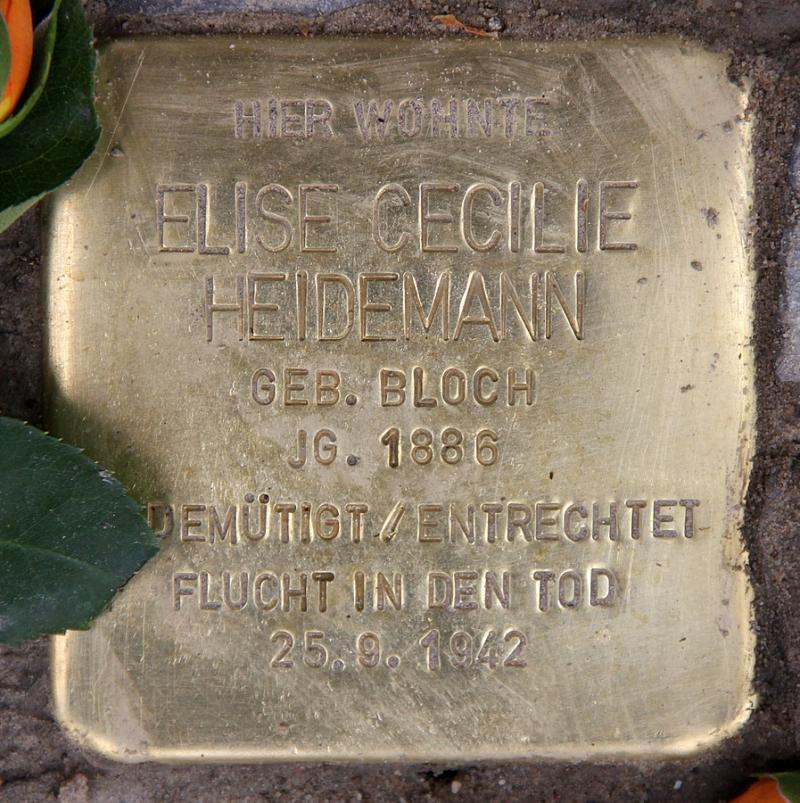 HIER WOHNTE
ELISE CECILIE
HEIDEMANN
GEB. BLOCH
JG. 1886
DEMÜTIGT / ENTRECHTET
FLUCHT IN DEN TOD
25.9.1942